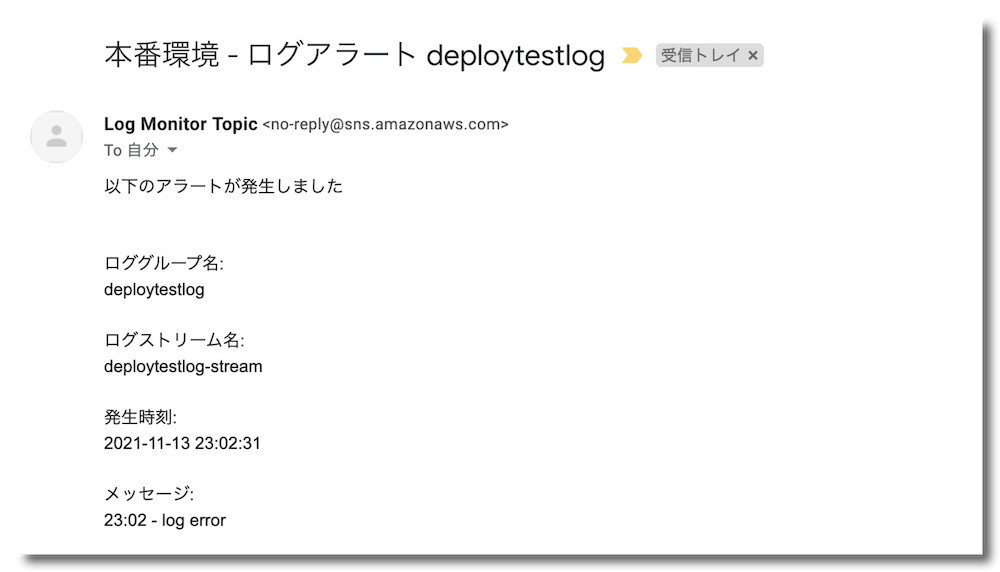 本番環境 - ログアラート deploytestlog 受信トレイ ×
Log Monitor Topic <no-reply@sns.amazonaws.com>
To 自分
以下のアラートが発生しました
ロググループ名:
deploytestlog
ログストリーム名:
deploytestlog-stream
発生時刻:
2021-11-13 23:02:31
メッセージ:
23:02 - log error